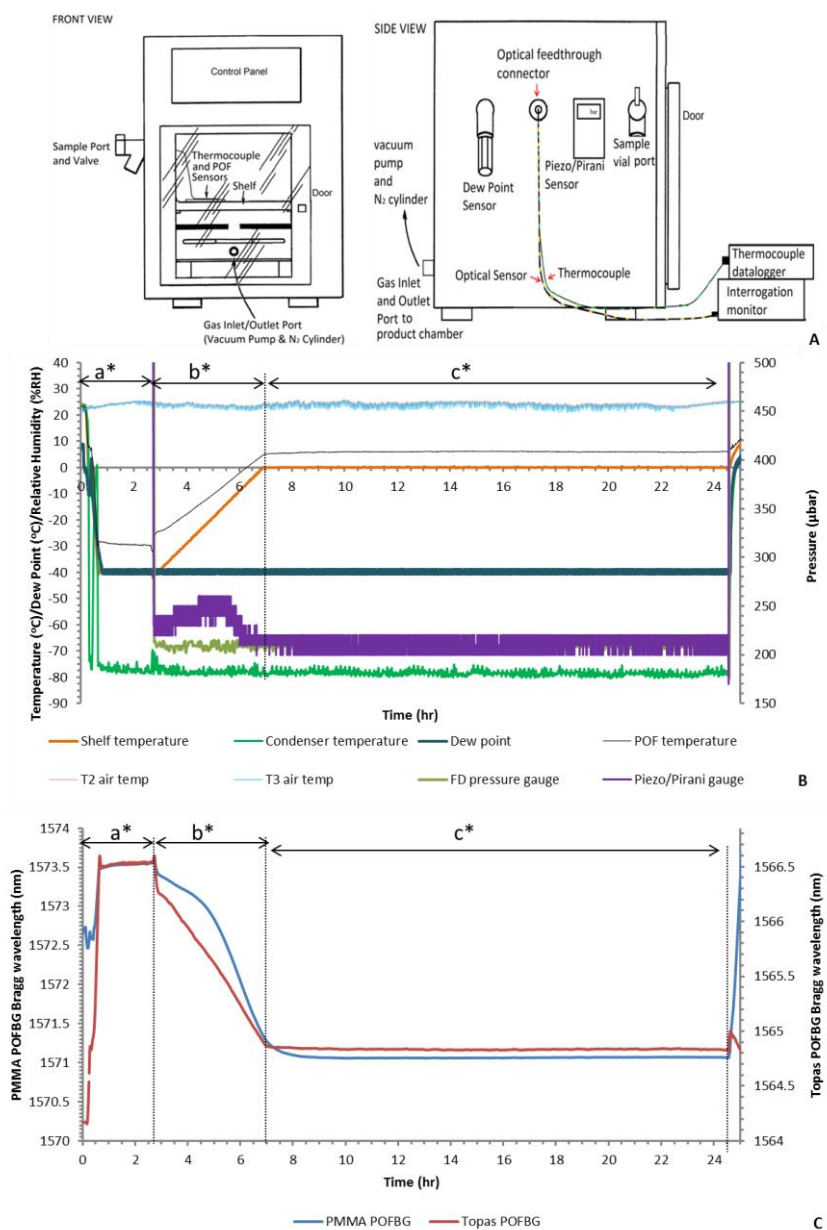 FRONT VIEW
Control Panel
Sample Port
and Valve
Thermocouple
and POF
Sensors
Shelf
Door
Gas Inlet/Outlet Port
(Vacuum Pump & N₂ Cylinder)
SIDE VIEW
Optical feedthrough
connector
vacuum
pump
and
N₂ cylinder
Dew Point
Sensor
bar
Piezo/Pirani
Sensor
Sample
vial port
Door
Optical Sensor
Thermocouple
Gas Inlet
and Outlet
Port to
product chamber
Thermocouple
datalogger
Interrogation
monitor
A
Temperature (°C)/Dew Point (°C)/Relative Humidity (%RH)
40
30
20
10
0
-10
-20
-30
-40
-50
-60
-70
-80
-90
a*
b*
c*
0 2 4 6 8 10 12 14 16 18 20 22 24
500
450
400
350
300
250
200
150
Pressure (µbar)
Time (hr)
Shelf temperature
Condenser temperature
Dew point
POF temperature
T2 air temp
T3 air temp
FD pressure gauge
Piezo/Pirani gauge
B
PMMA POFBG Bragg wavelength (nm)
1574
1573.5
1573
1572.5
1572
1571.5
1571
1570.5
1570
a*
b*
c*
1566.5
1566
1565.5
1565
1564.5
1564
Topas POFBG Bragg wavelength (nm)
0 2 4 6 8 10 12 14 16 18 20 22 24
Time (hr)
PMMA POFBG
Topas POFBG
C